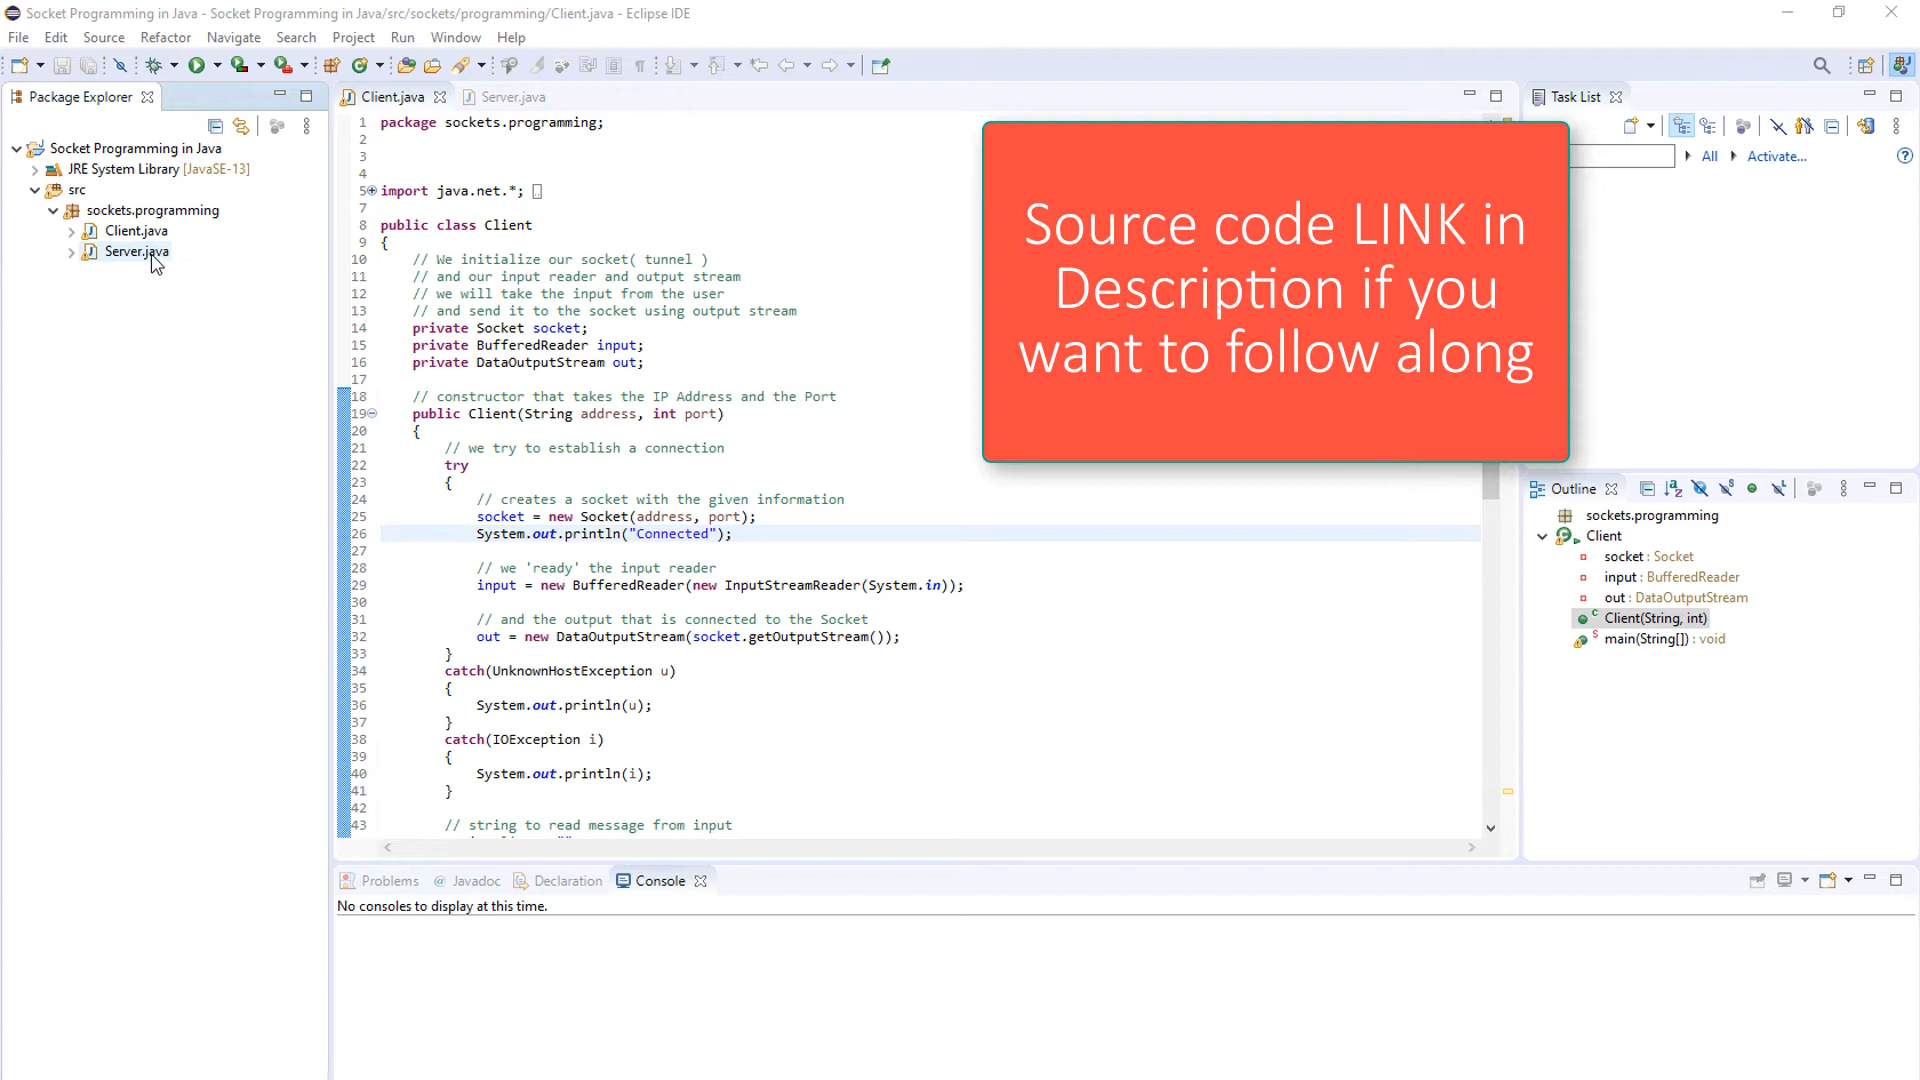 Socket Programming in Java - Socket Programming in Java/src/sockets/programming/Client.java - Eclipse IDE
File Edit Source Refactor Navigate Search Project Run Window Help
Package Explorer
Socket Programming in Java
JRE System Library [JavaSE-13]
src
sockets.programming
Client.java
Server.java
Client.java Server.java
1 package sockets.programming;
2
3
4
5 import java.net.*;
7
8 public class Client
9 {
10 // We initialize our socket( tunnel )
11 // and our input reader and output stream
12 // we will take the input from the user
13 // and send it to the socket using output stream
14 private Socket socket;
15 private BufferedReader input;
16 private DataOutputStream out;
17
18 // constructor that takes the IP Address and the Port
19 public Client(String address, int port)
20 {
21 // we try to establish a connection
22 try
23 {
24 // creates a socket with the given information
25 socket = new Socket(address, port);
26 System.out.println("Connected");
27
28 // we 'ready' the input reader
29 input = new BufferedReader(new InputStreamReader(System.in));
30
31 // and the output that is connected to the Socket
32 out = new DataOutputStream(socket.getOutputStream());
33 }
34 catch(UnknownHostException u)
35 {
36 System.out.println(u);
37 }
38 catch(IOException i)
39 {
40 System.out.println(i);
41 }
42
43 // string to read message from input
Source code LINK in
Description if you
want to follow along
Task List
All Activate...
Outline
sockets.programming
Client
socket : Socket
input : BufferedReader
out : DataOutputStream
Client(String, int)
main(String[]) : void
Problems @ Javadoc Declaration Console
No consoles to display at this time.